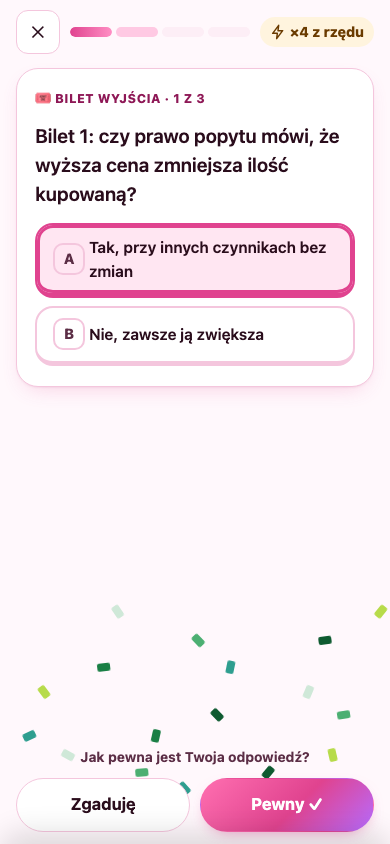 ×4 z rzędu
BILET WYJŚCIA · 1 Z 3
Bilet 1: czy prawo popytu mówi, że
wyższa cena zmniejsza ilość
kupowaną?
A Tak, przy innych czynnikach bez
zmian
B Nie, zawsze ją zwiększa
Jak pewna jest Twoja odpowiedź?
Zgaduję
Pewny ✓